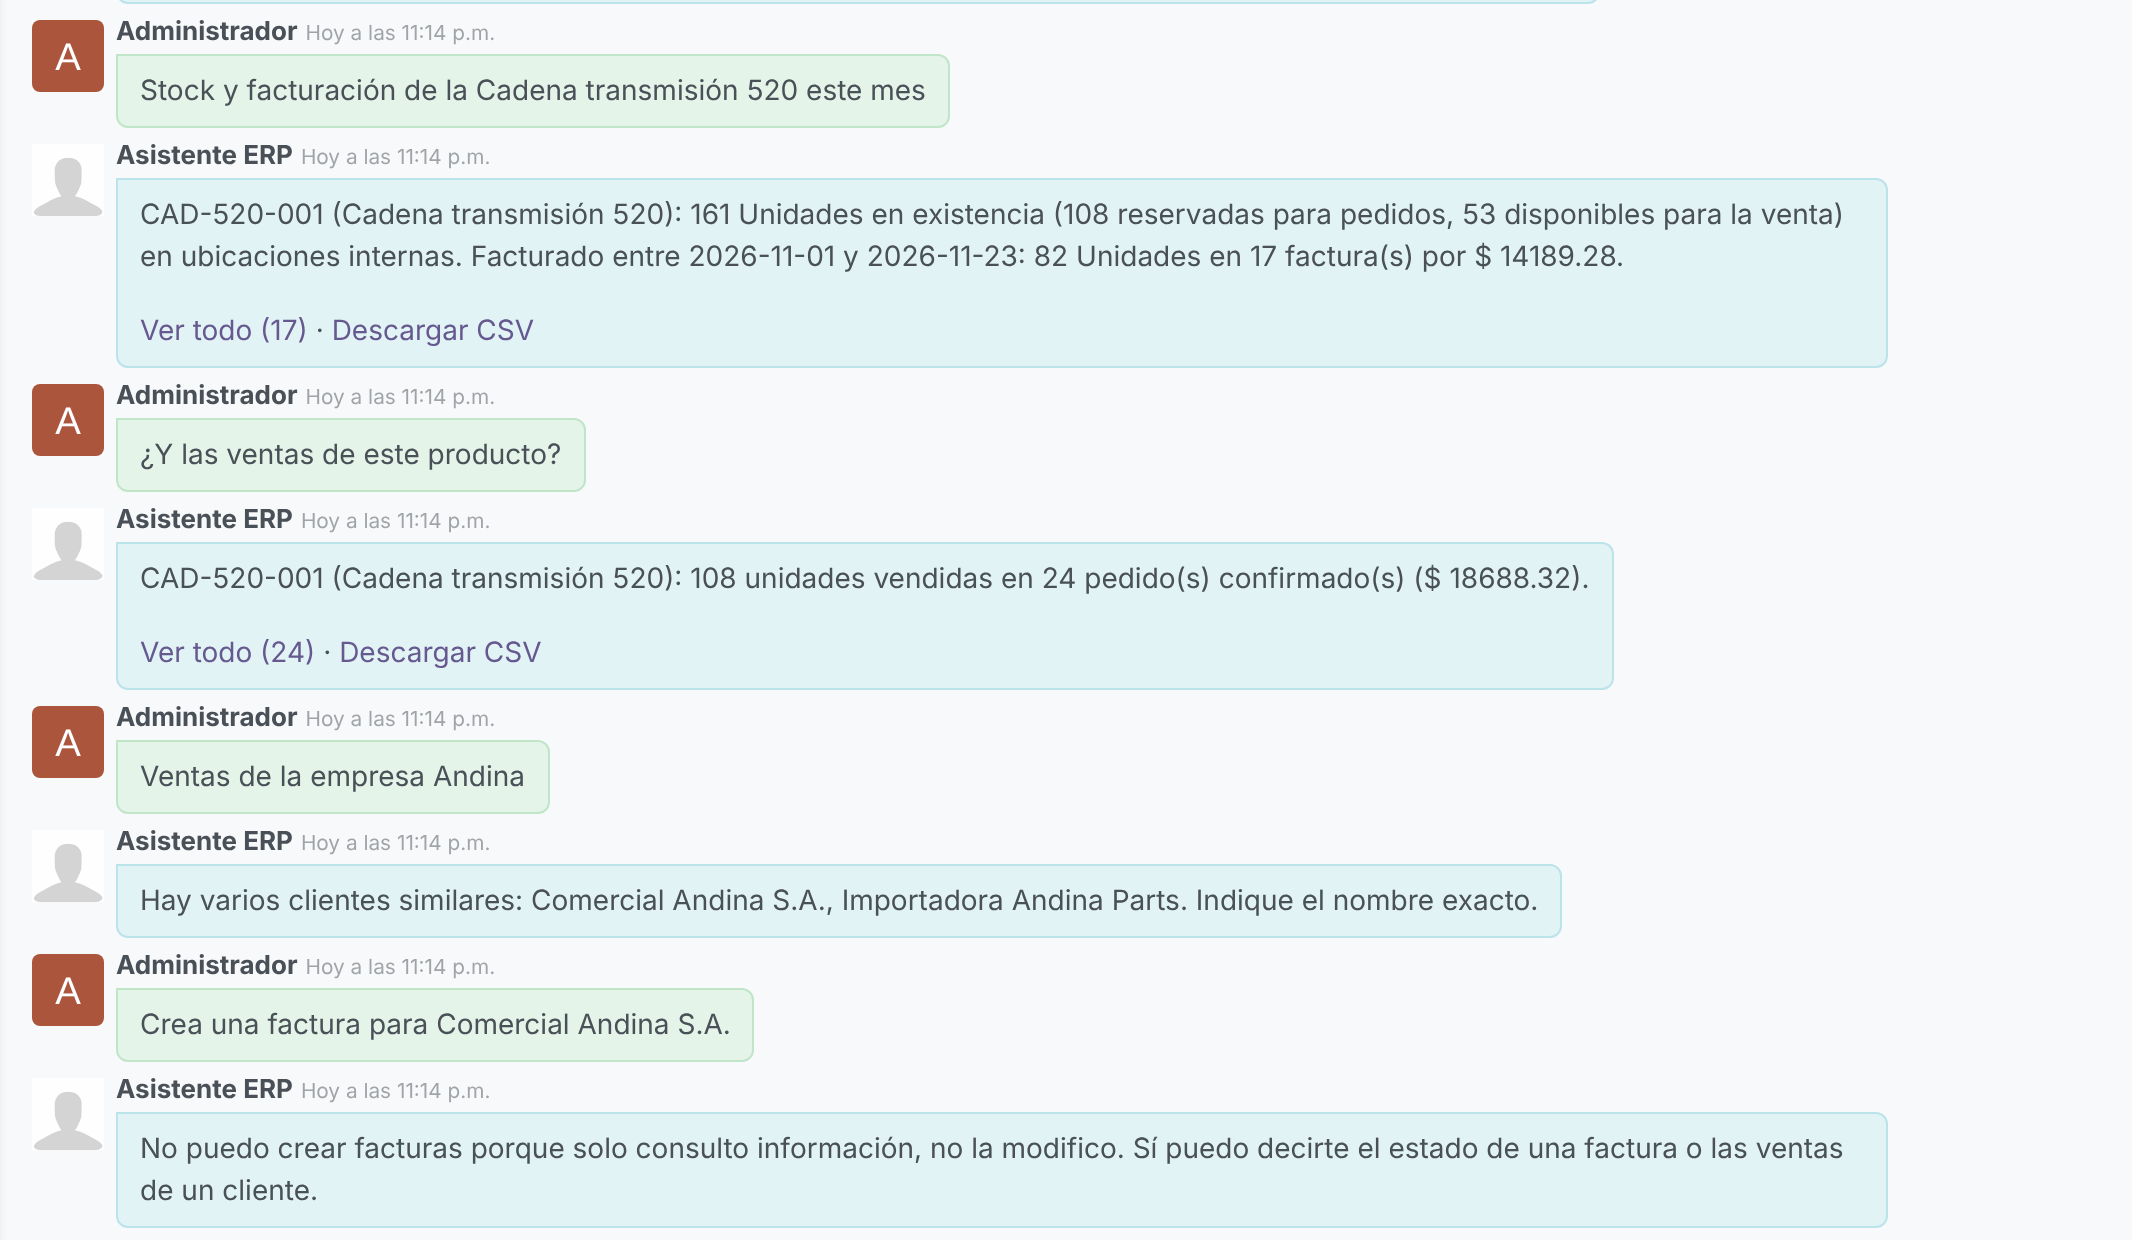 Administrador Hoy a las 11:14 p.m.
A
Stock y facturación de la Cadena transmisión 520 este mes
Asistente ERP Hoy a las 11:14 p.m.
CAD-520-001 (Cadena transmisión 520): 161 Unidades en existencia (108 reservadas para pedidos, 53 disponibles para la venta)
en ubicaciones internas. Facturado entre 2026-11-01 y 2026-11-23: 82 Unidades en 17 factura(s) por $ 14189.28.
Ver todo (17) · Descargar CSV
Administrador Hoy a las 11:14 p.m.
A
¿Y las ventas de este producto?
Asistente ERP Hoy a las 11:14 p.m.
CAD-520-001 (Cadena transmisión 520): 108 unidades vendidas en 24 pedido(s) confirmado(s) ($ 18688.32).
Ver todo (24) · Descargar CSV
Administrador Hoy a las 11:14 p.m.
A
Ventas de la empresa Andina
Asistente ERP Hoy a las 11:14 p.m.
Hay varios clientes similares: Comercial Andina S.A., Importadora Andina Parts. Indique el nombre exacto.
Administrador Hoy a las 11:14 p.m.
A
Crea una factura para Comercial Andina S.A.
Asistente ERP Hoy a las 11:14 p.m.
No puedo crear facturas porque solo consulto información, no la modifico. Sí puedo decirte el estado de una factura o las ventas
de un cliente.